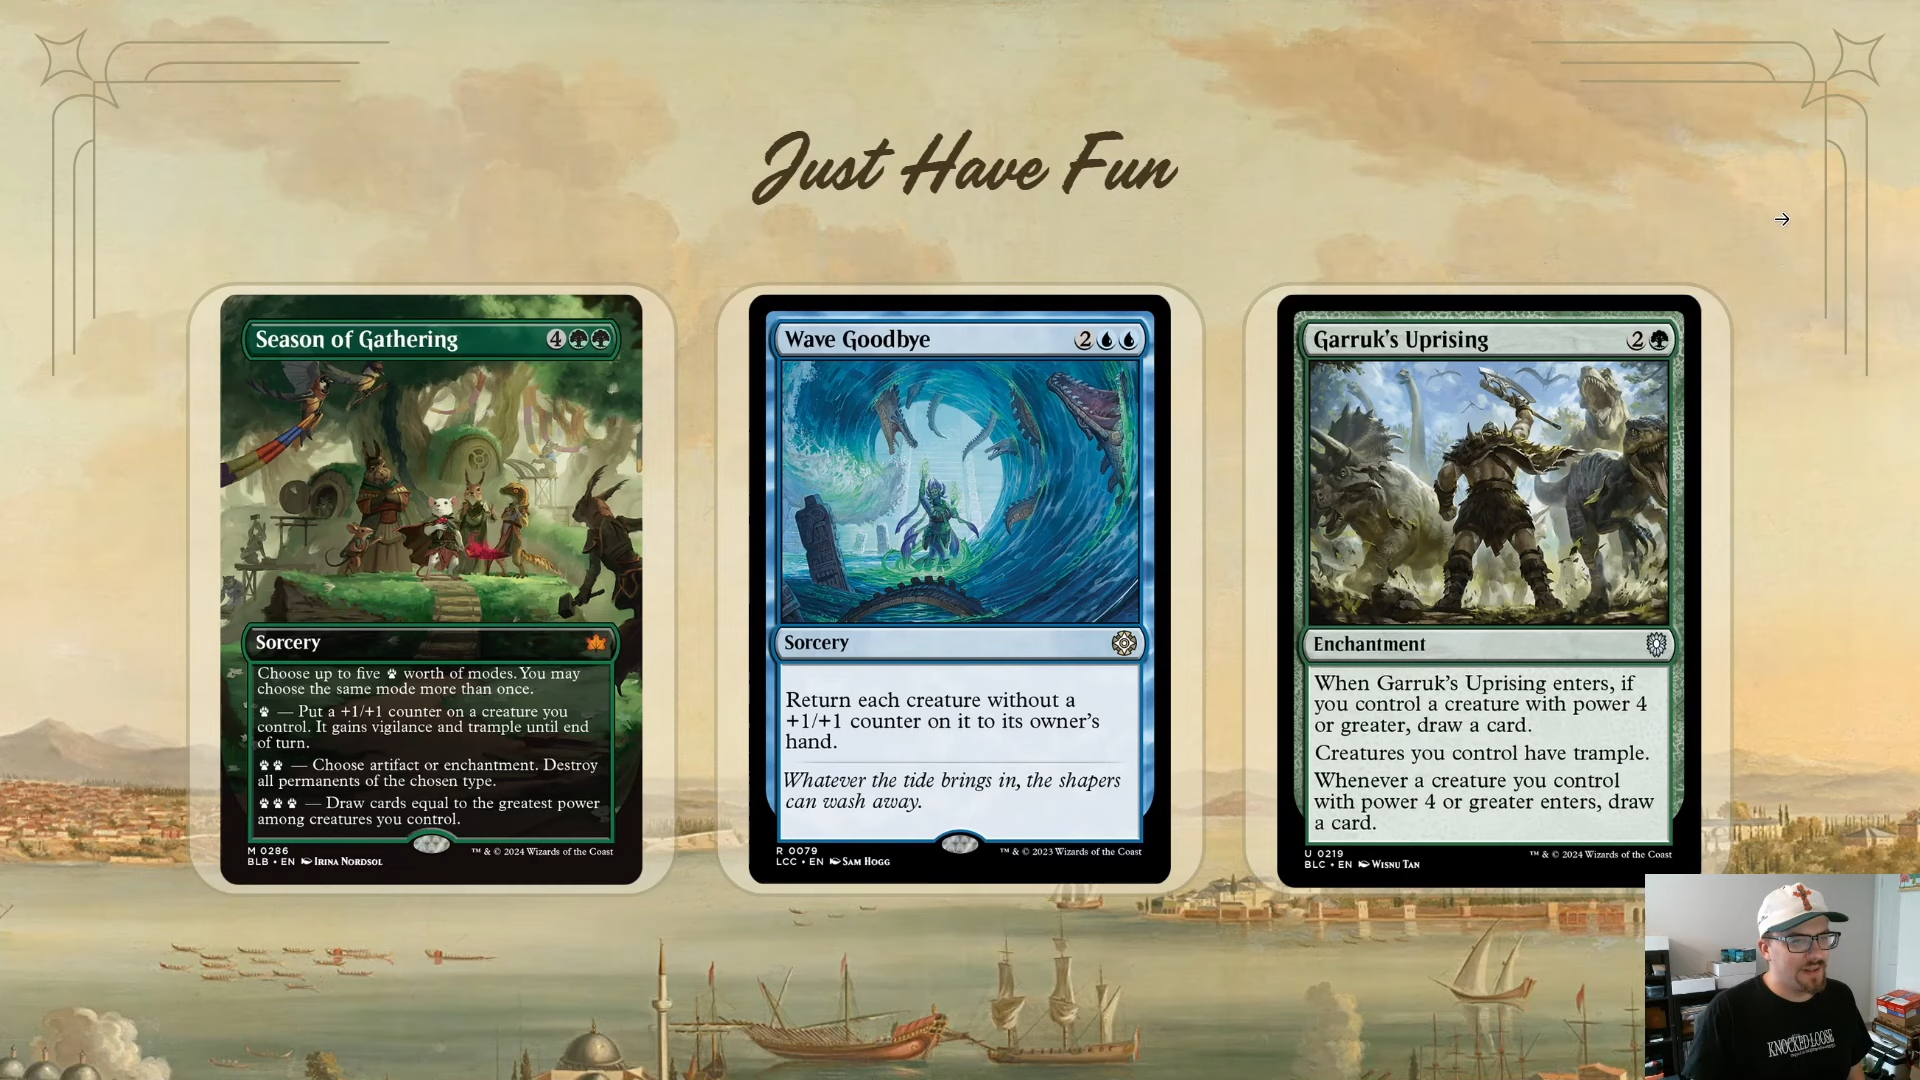 Just Have Fun
Season of Gathering 4
Sorcery
Choose up to five worth of modes. You may
choose the same mode more than once.
— Put a +1/+1 counter on a creature you
control. It gains vigilance and trample until end
of turn.
— Choose artifact or enchantment. Destroy
all permanents of the chosen type.
— Draw cards equal to the greatest power
among creatures you control.
M 0286
BLB • EN Irina Nordsol
™ & © 2024 Wizards of the Coast
Wave Goodbye 2
Sorcery
Return each creature without a
+1/+1 counter on it to its owner's
hand.
Whatever the tide brings in, the shapers
can wash away.
R 0079
LCC • EN Sam Hogg
™ & © 2023 Wizards of the Coast
Garruk's Uprising 2
Enchantment
When Garruk's Uprising enters, if
you control a creature with power 4
or greater, draw a card.
Creatures you control have trample.
Whenever a creature you control
with power 4 or greater enters, draw
a card.
U 0219
BLC • EN Wisnu Tan
™ & © 2024 Wizards of the Coast
KNOCKED LOOSE